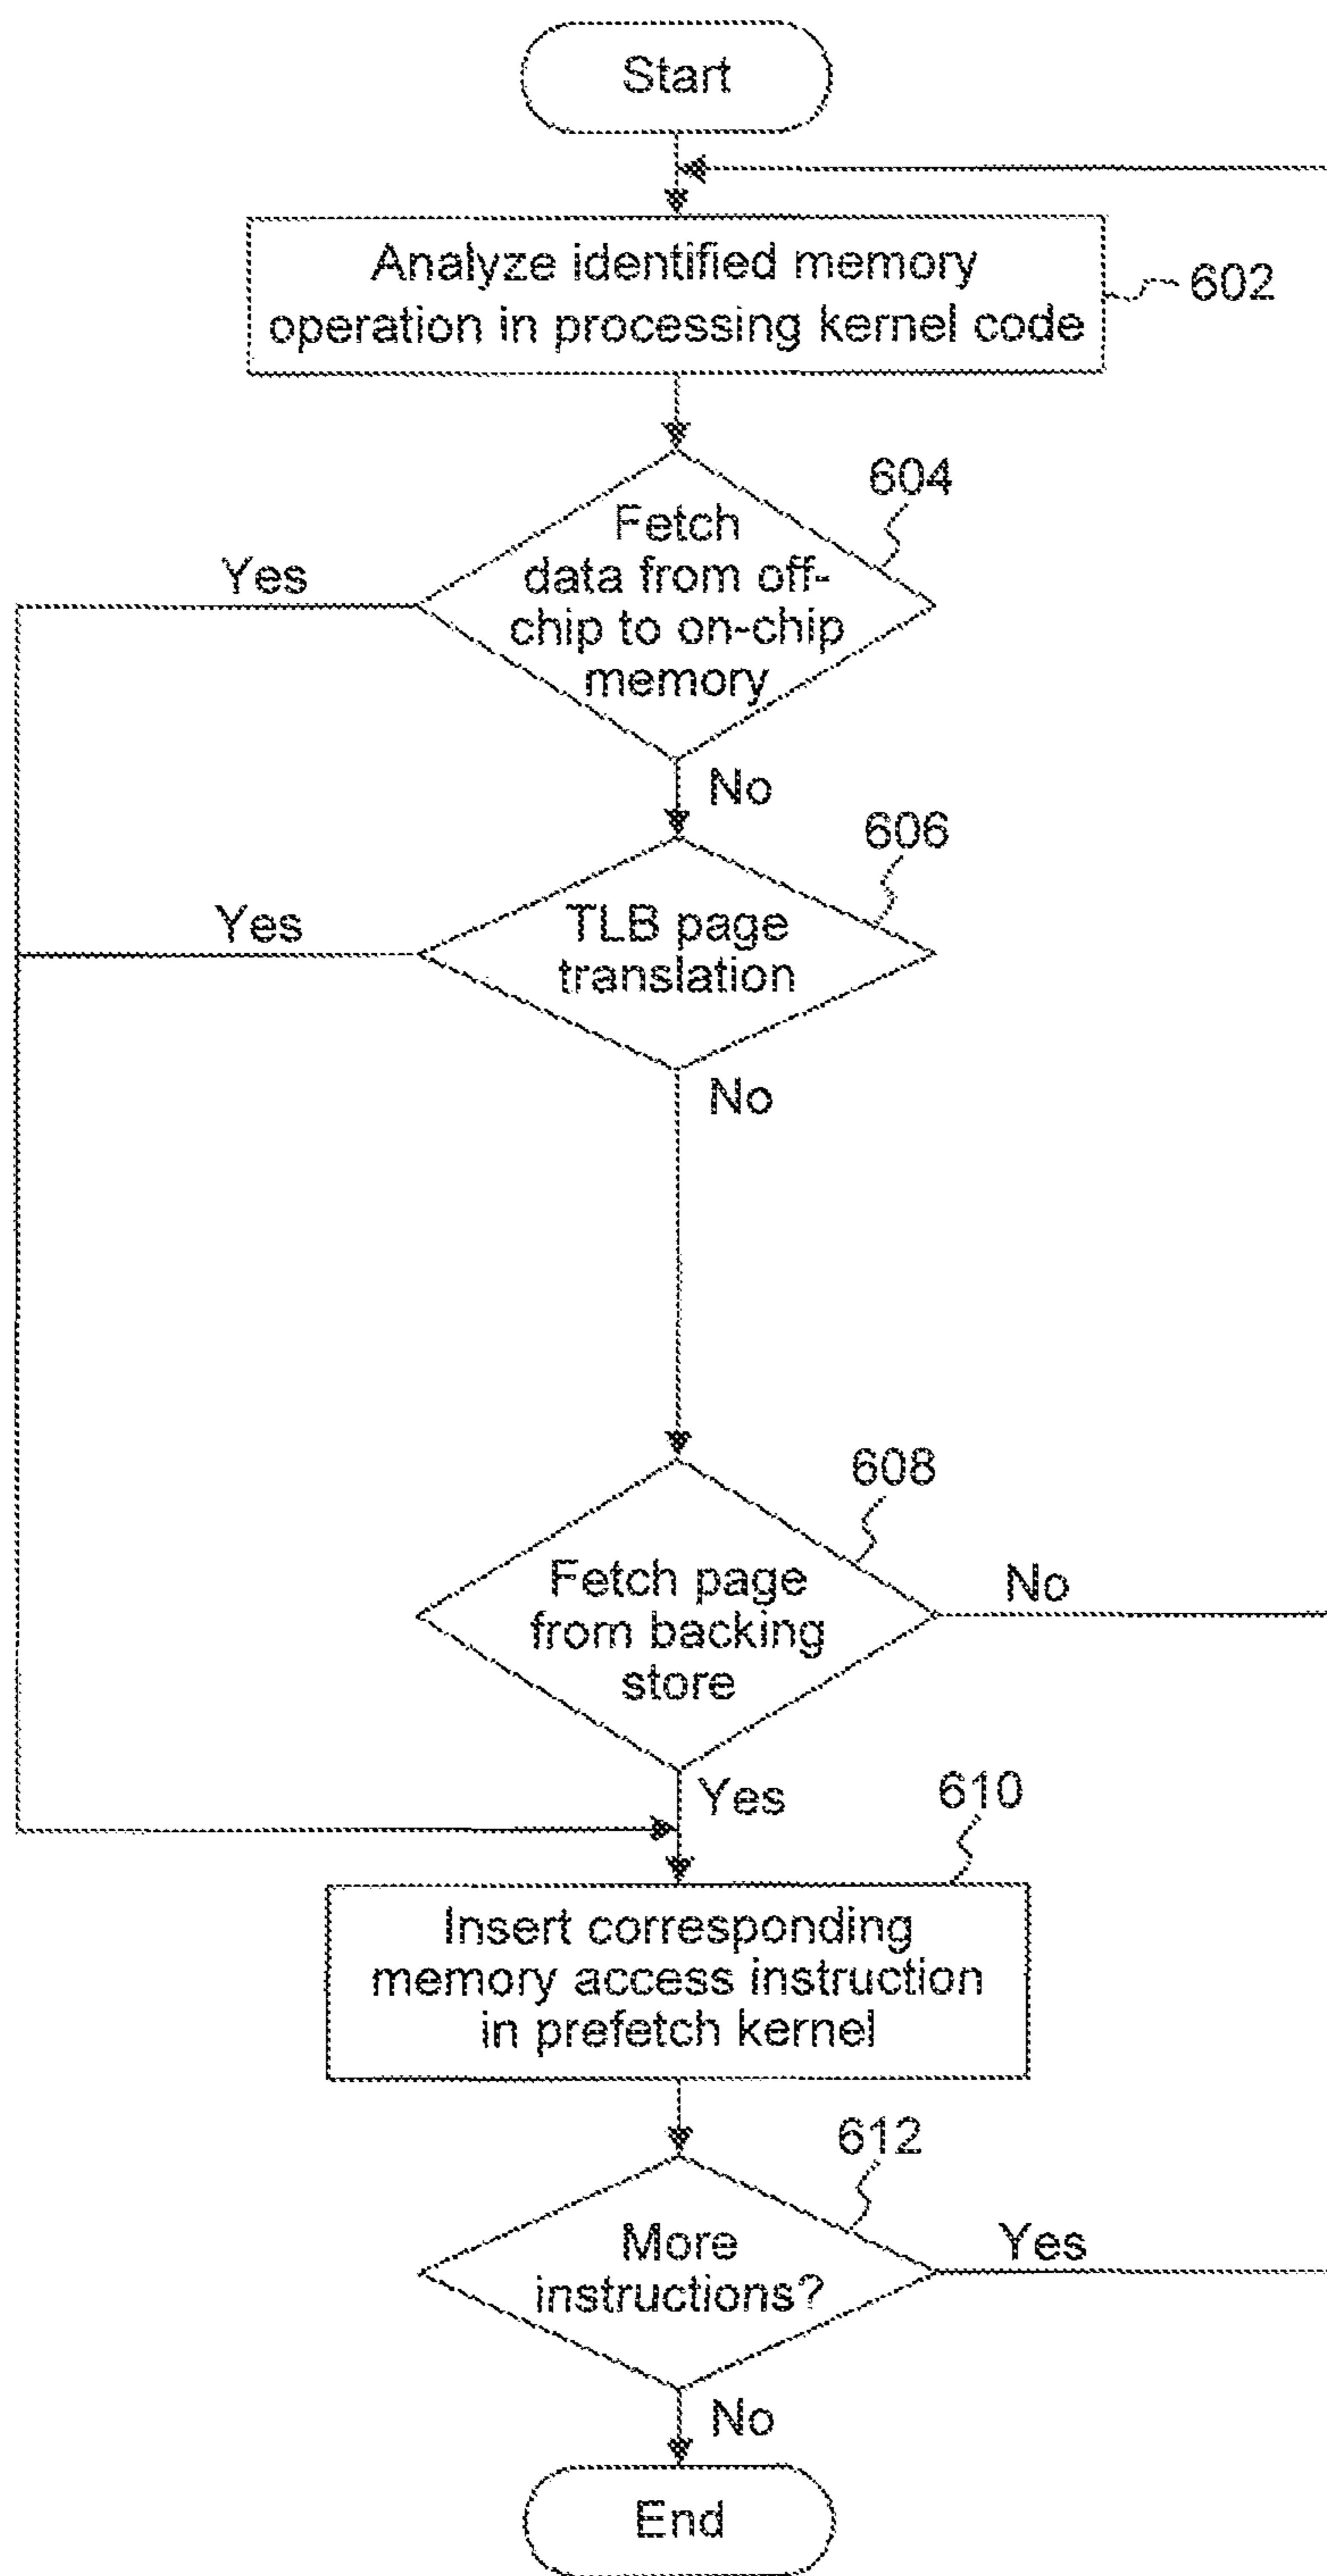 Start
Analyze identified memory
operation in processing kernel code
602
604
Fetch
data from off-
chip to on-chip
memory
Yes
No
606
TLB page
translation
Yes
No
608
Fetch page
from backing
store
No
Yes
610
Insert corresponding
memory access instruction
in prefetch kernel
612
More
instructions?
Yes
No
End